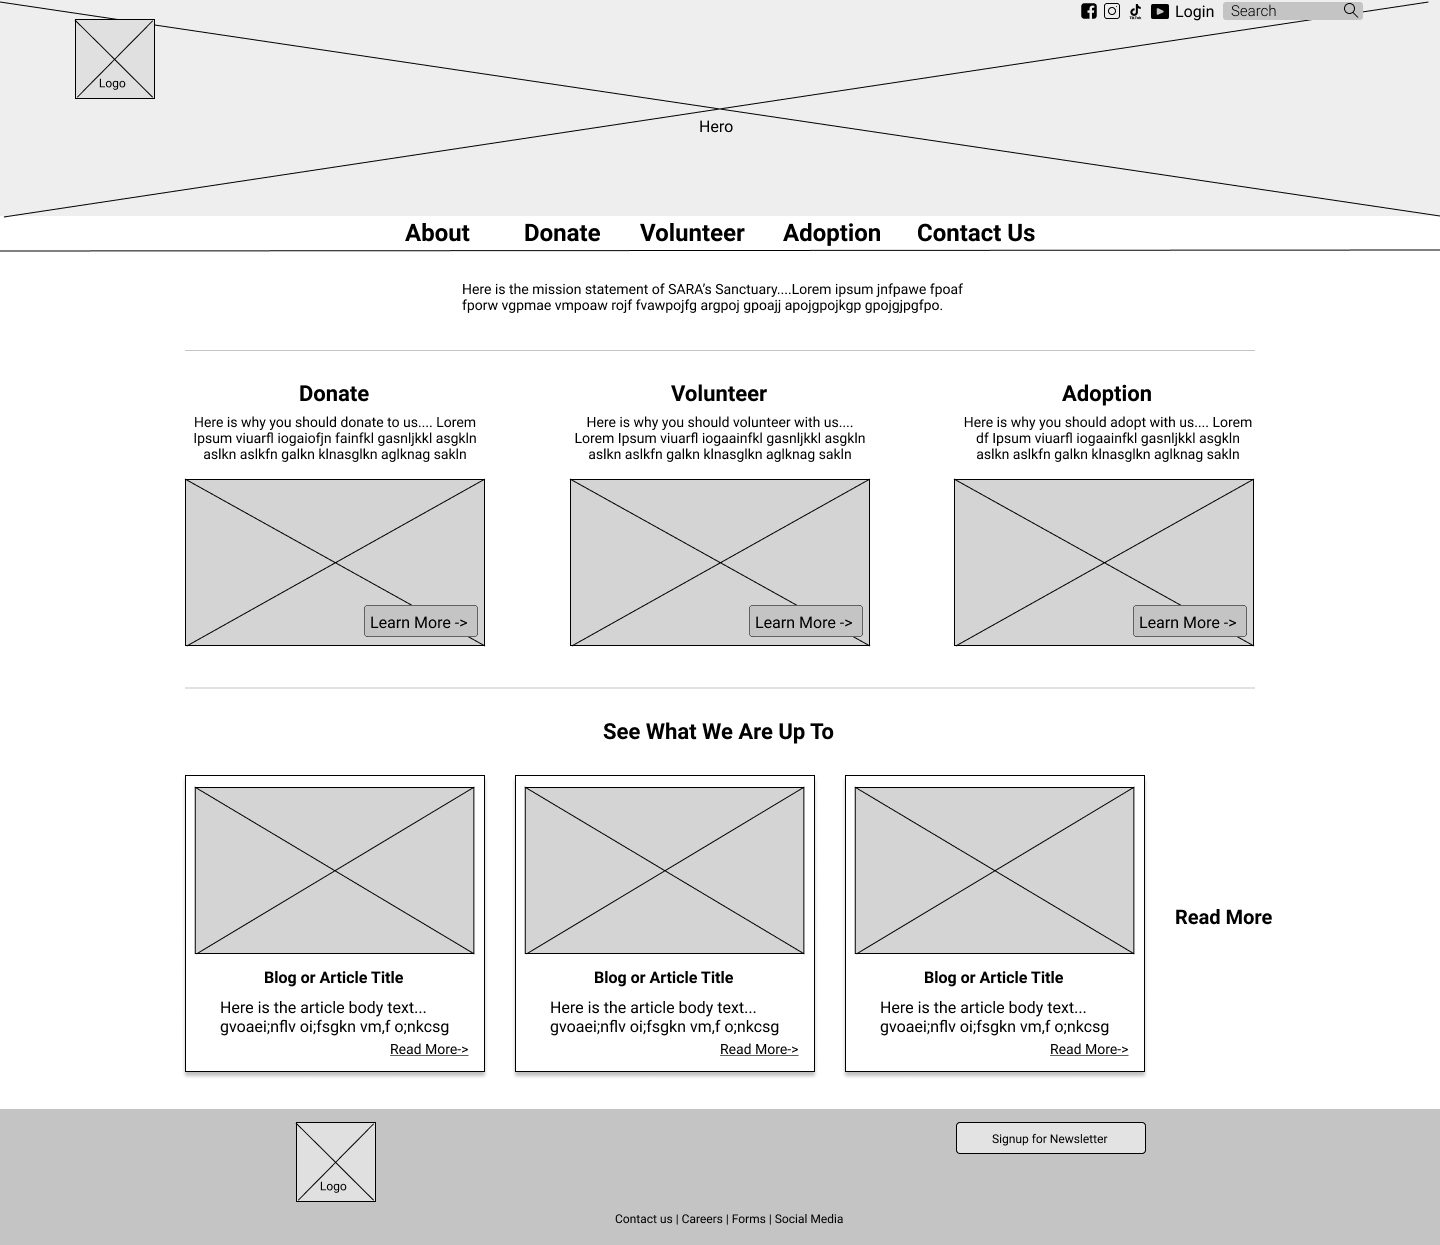 Login
Search
Logo
Hero
About Donate Volunteer Adoption Contact Us
Here is the mission statement of SARA's Sanctuary....Lorem ipsum jnfpawe fpoaf
fporw vgpmae vmpoaw rojf fvawpojfg argpoj gpoajj apojgpojkgp gpojgjpgfpo.
Donate
Here is why you should donate to us.... Lorem
Ipsum viuarfl iogaiofjn fainfkl gasnljkkl asgkln
aslkn aslkfn galkn klnasglkn aglknag sakln
Learn More ->
Volunteer
Here is why you should volunteer with us....
Lorem Ipsum viuarfl iogaainfkl gasnljkkl asgkln
aslkn aslkfn galkn klnasglkn aglknag sakln
Learn More ->
Adoption
Here is why you should adopt with us.... Lorem
df Ipsum viuarfl iogaainfkl gasnljkkl asgkln
aslkn aslkfn galkn klnasglkn aglknag sakln
Learn More ->
See What We Are Up To
Blog or Article Title
Here is the article body text...
gvoaei;nflv oi;fsgkn vm,f o;nkcsg
Read More->
Blog or Article Title
Here is the article body text...
gvoaei;nflv oi;fsgkn vm,f o;nkcsg
Read More->
Blog or Article Title
Here is the article body text...
gvoaei;nflv oi;fsgkn vm,f o;nkcsg
Read More->
Read More
Logo
Signup for Newsletter
Contact us | Careers | Forms | Social Media